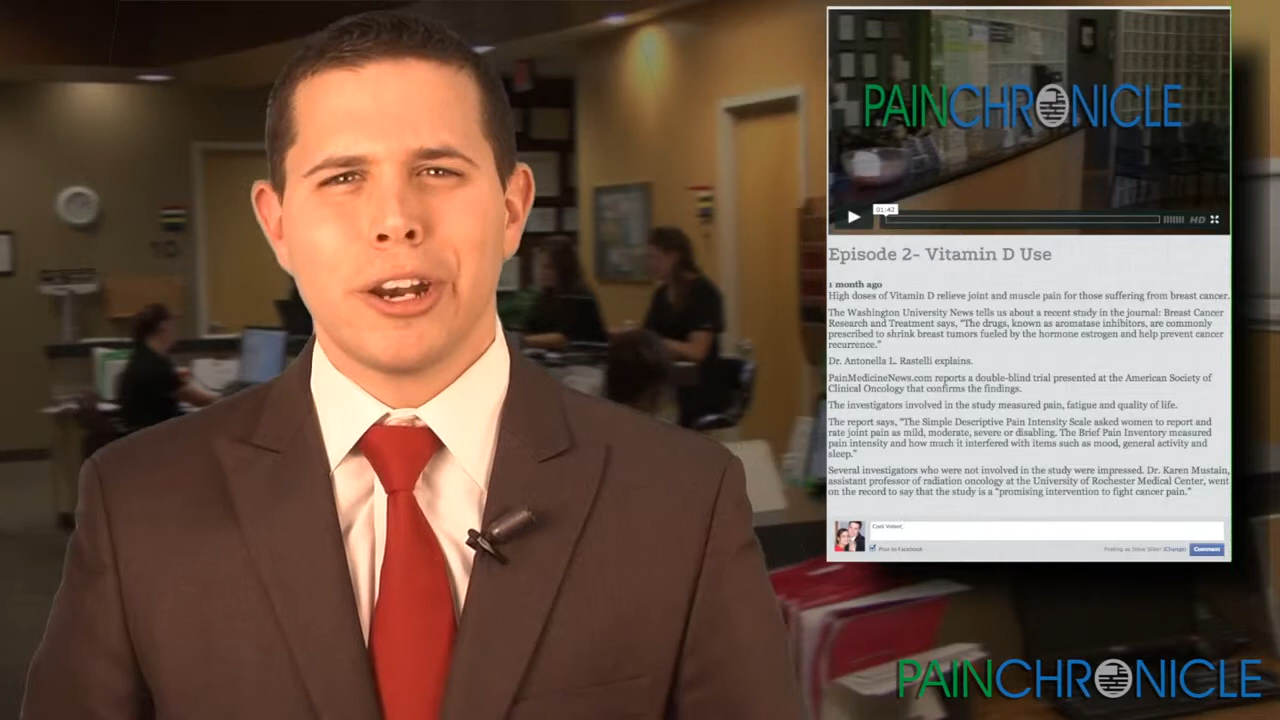 PAINCHRONICLE
01:42
HD
Episode 2- Vitamin D Use
1 month ago
High doses of Vitamin D relieve joint and muscle pain for those suffering from breast cancer.
The Washington University News tells us about a recent study in the journal: Breast Cancer
Research and Treatment says, “The drugs, known as aromatase inhibitors, are commonly
prescribed to shrink breast tumors fueled by the hormone estrogen and help prevent cancer
recurrence.”
Dr. Antonella L. Rastelli explains.
PainMedicineNews.com reports a double-blind trial presented at the American Society of
Clinical Oncology that confirms the findings.
The investigators involved in the study measured pain, fatigue and quality of life.
The report says, “The Simple Descriptive Pain Intensity Scale asked women to report and
rate joint pain as mild, moderate, severe or disabling. The Brief Pain Inventory measured
pain intensity and how much it interfered with items such as mood, general activity and
sleep.”
Several investigators who were not involved in the study were impressed. Dr. Karen Mustain,
assistant professor of radiation oncology at the University of Rochester Medical Center, went
on the record to say that the study is a “promising intervention to fight cancer pain.”
Post to Facebook
Posting as Steve (Change)
Comment
PAINCHRONICLE